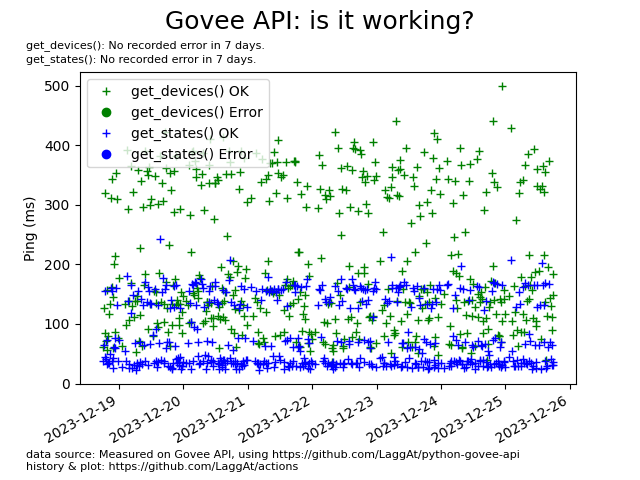 Govee API: is it working?
get_devices(): No recorded error in 7 days.
get_states(): No recorded error in 7 days.
get_devices() OK
get_devices() Error
get_states() OK
get_states() Error
Ping (ms)
500
400
300
200
100
0
2023-12-19
2023-12-20
2023-12-21
2023-12-22
2023-12-23
2023-12-24
2023-12-25
2023-12-26
data source: Measured on Govee API, using https://github.com/LaggAt/python-govee-api
history & plot: https://github.com/LaggAt/actions